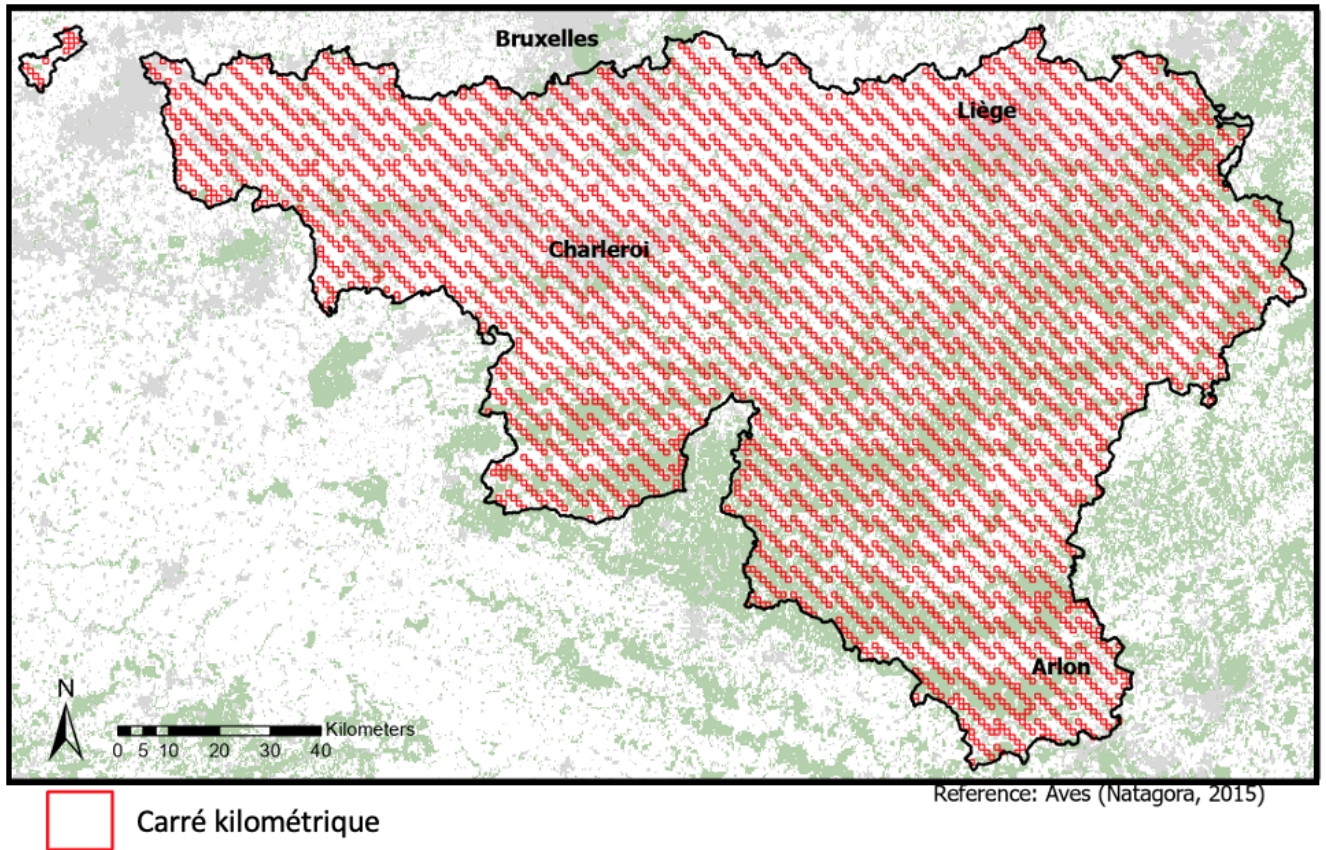 Bruxelles
Liège
Charleroi
Arlon
N
Kilometers
0 5 10 20 30 40
Reference: Aves (Natagora, 2015)
Carré kilométrique